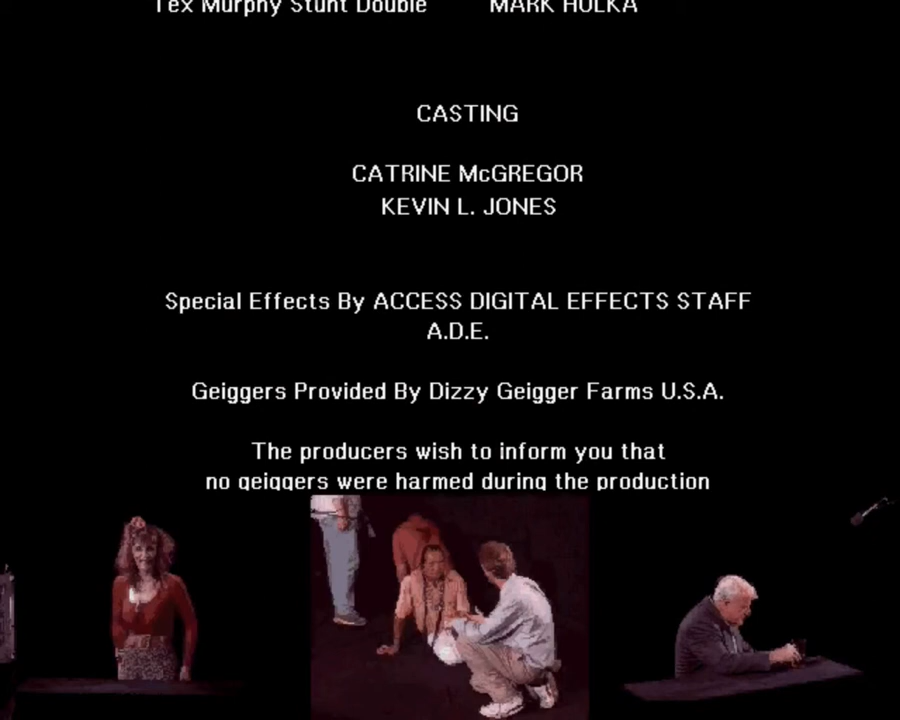 Tex Murphy Stunt Double MARK HULKA
CASTING
CATRINE McGREGOR
KEVIN L. JONES
Special Effects By ACCESS DIGITAL EFFECTS STAFF
A.D.E.
Geiggers Provided By Dizzy Geigger Farms U.S.A.
The producers wish to inform you that
no geiggers were harmed during the production